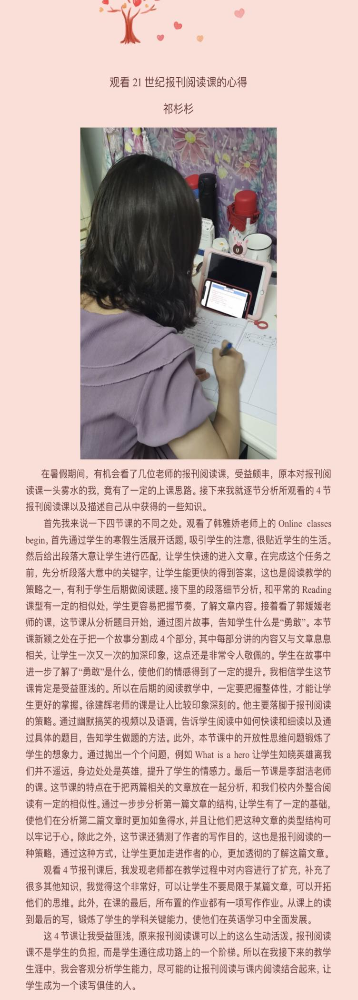 观看 21 世纪报刊阅读课的心得
祁杉杉
在暑假期间，有机会看了几位老师的报刊阅读课，受益颇丰，原本对报刊阅
读课一头雾水的我，竟有了一定的上课思路。接下来我就逐节分析所观看的 4 节
报刊阅读课以及描述自己从中获得的一些知识。
首先我来说一下四节课的不同之处。观看了韩雅娇老师上的 Online classes
begin，首先通过学生的寒假生活展开话题，吸引学生的注意，很贴近学生的生活。
然后给出段落大意让学生进行匹配，让学生快速的进入文章。在完成这个任务之
前，先分析段落大意中的关键字，让学生能更快的得到答案，这也是阅读教学的
策略之一，有利于学生后期做阅读题。接下里的段落细节分析，和平常的 Reading
课型有一定的相似处，学生更容易把握节奏，了解文章内容。接着看了郭媛媛老
师的课，这节课从分析题目开始，通过图片故事，告知学生什么是“勇敢”。本节
课新颖之处在于把一个故事分割成 4 个部分，其中每部分讲的内容又与文章息息
相关，让学生一次又一次的加深印象，这点还是非常令人敬佩的。学生在故事中
进一步了解了“勇敢”是什么，使他们的情感得到了一定的提升。我相信学生这节
课肯定是受益匪浅的。所以在后期的阅读教学中，一定要把握整体性，才能让学
生更好的掌握。徐建辉老师的课是让人比较印象深刻的。他主要落脚于报刊阅读
的策略。通过幽默搞笑的视频以及语调，告诉学生阅读中如何快读和细读以及通
过具体的题目，告知学生做题的方法。此外，本节课中的开放性思维问题锻炼了
学生的想象力。通过抛出一个个问题，例如 What is a hero 让学生知晓英雄离我
们并不遥远，身边处处是英雄，提升了学生的情感力。最后一节课是李甜洁老师
的课。这节课的特点在于把两篇相关的文章放在一起分析，和我们校内外整合阅
读有一定的相似性。通过一步步分析第一篇文章的结构，让学生有了一定的基础，
使他们在分析第二篇文章时更加如鱼得水，并且让他们把这种文章的类型结构可
以牢记于心。除此之外，这节课还猜测了作者的写作目的，这也是报刊阅读的一
种策略，通过这种方式，让学生更加走进作者的心，更加透彻的了解这篇文章。
观看 4 节报刊课后，我发现老师都在教学过程中对内容进行了扩充，补充了
很多其他知识，我觉得这个非常好，可以让学生不要局限于某篇文章，可以开拓
他们的思维。此外，在课的最后，所布置的作业都有一项写作作业。从课上的读
到最后的写，锻炼了学生的学科关键能力，使他们在英语学习中全面发展。
这 4 节课让我受益匪浅，原来报刊阅读课可以上的这么生动活泼。报刊阅读
课不是学生的负担，而是学生通往成功路上的一个阶梯。所以在我接下来的教学
生涯中，我会客观分析学生能力，尽可能的让报刊阅读与课内阅读结合起来，让
学生成为一个读写俱佳的人。